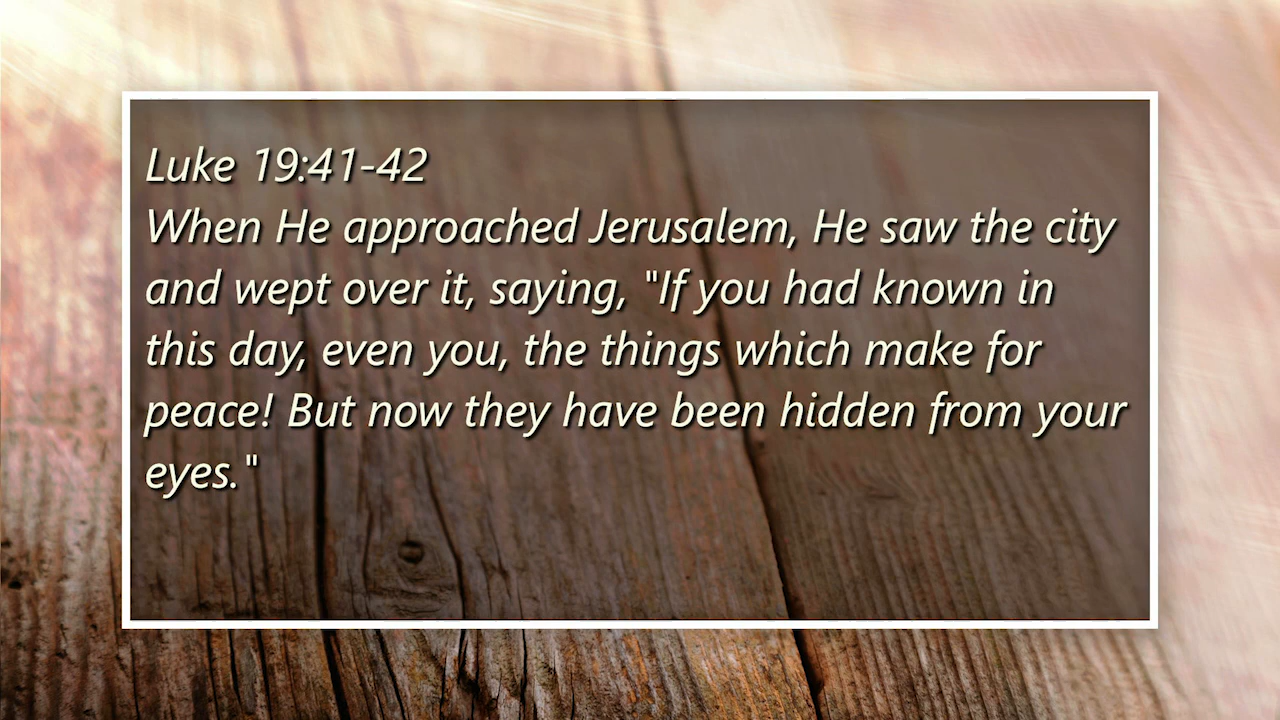 Luke 19:41-42
When He approached Jerusalem, He saw the city
and wept over it, saying, "If you had known in
this day, even you, the things which make for
peace! But now they have been hidden from your
eyes."